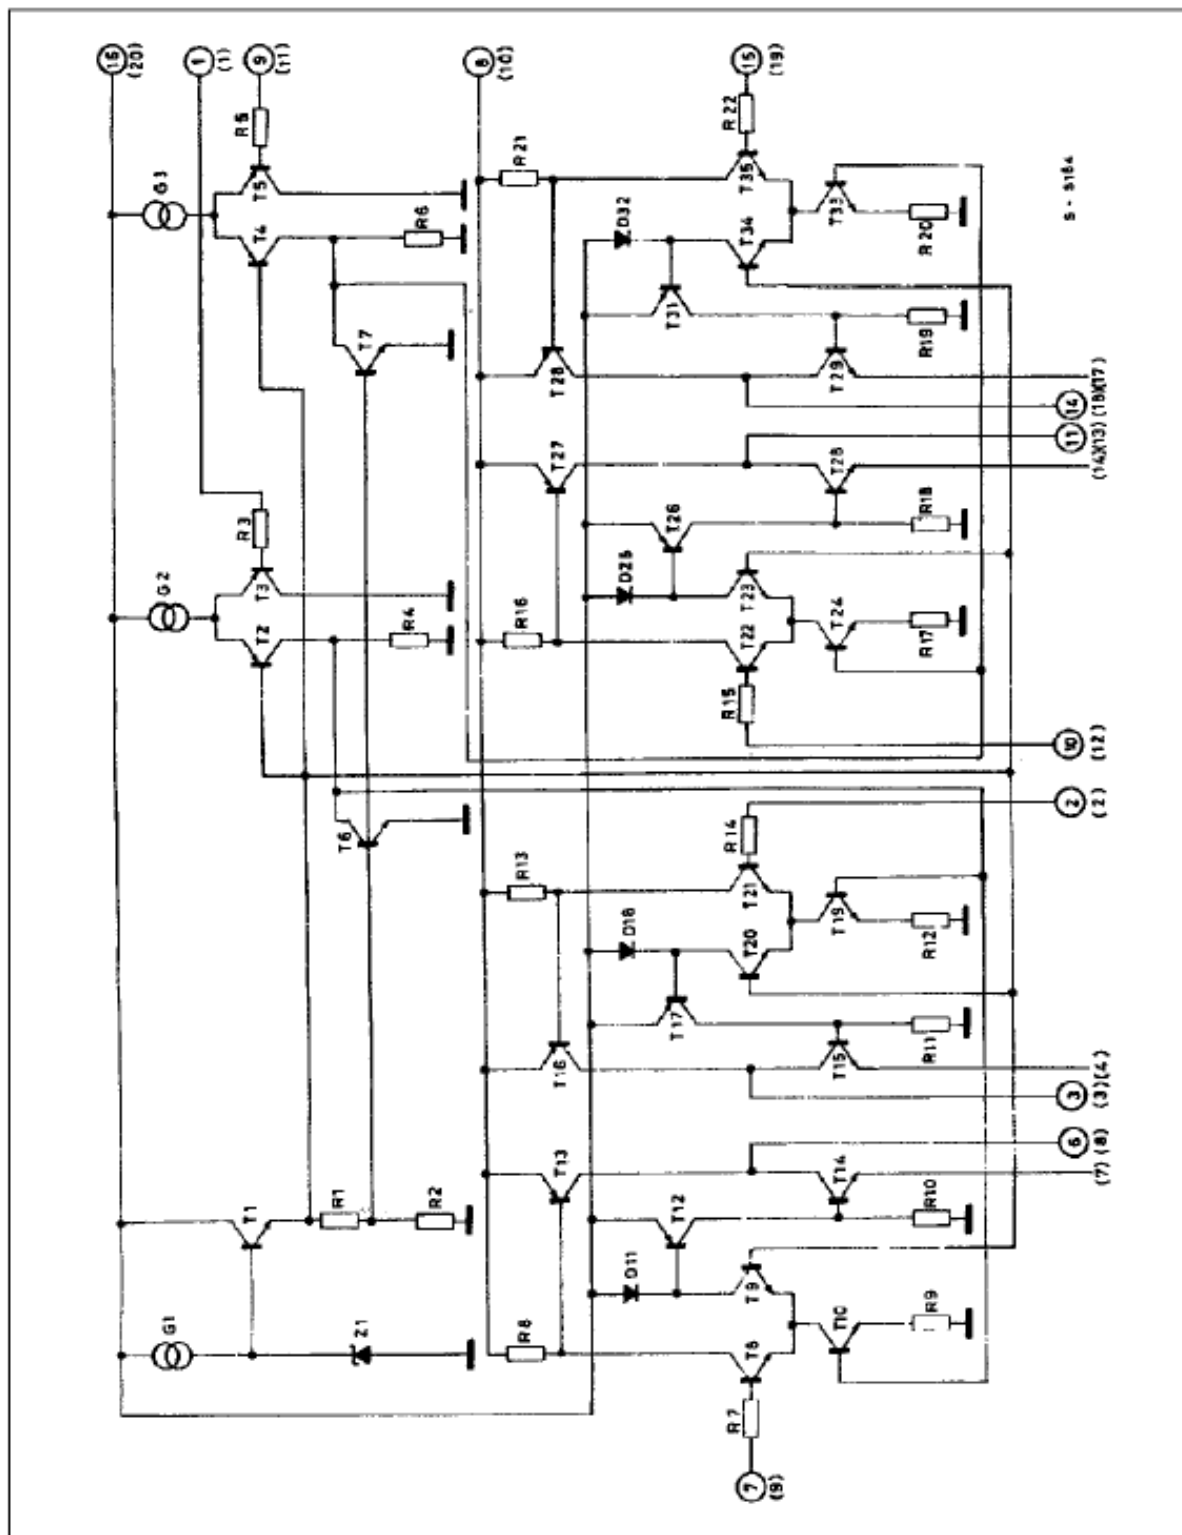 16
(20)
1
(1)
9
(11)
8
(10)
15
(19)
G3
R5
T5
T4
R6
T7
R21
R22
D32
T35
T34
T33
R20
T31
R19
T28
T29
14
(18)(17)
11
(14)(13)
S - 5164
G2
R3
T3
T2
R4
T27
T26
T28
R18
D25
R16
T23
T22
T24
R17
R15
10
(12)
2
(2)
T6
R13
R14
T21
D18
T20
T19
R12
T17
R11
T16
T15
3
(3)(4)
6
(7) (8)
T1
R1
R2
T13
T14
T12
R10
D11
T9
G1
Z1
R8
T8
T10
R9
R7
7
(9)